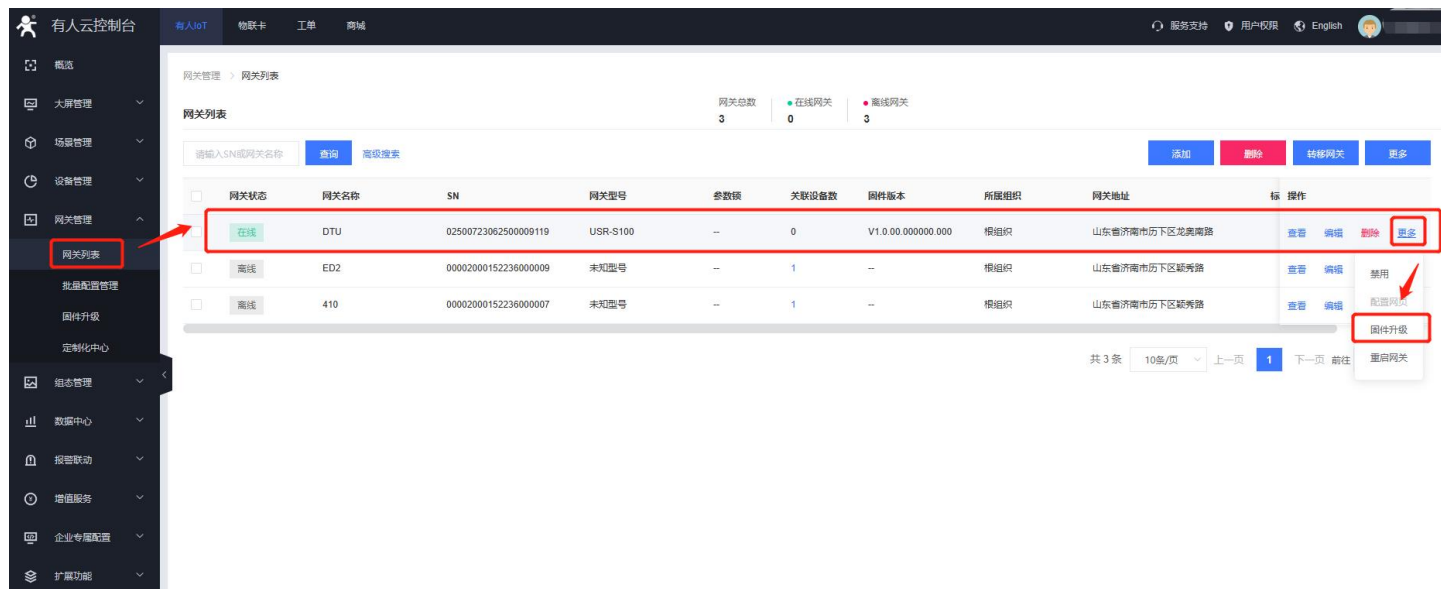 有人云控制台 有人IoT 物联卡 工单 商城 服务支持 用户权限 English
概览
大屏管理
场景管理
设备管理
网关管理
网关列表
批量配置管理
固件升级
定制化中心
组态管理
数据中心
报警联动
增值服务
企业专属配置
扩展功能
网关管理 > 网关列表
网关列表
网关总数 在线网关 离线网关
3 0 3
请输入SN或网关名称 查询 高级搜索 添加 删除 转移网关 更多
网关状态 网关名称 SN 网关型号 参数锁 关联设备数 固件版本 所属组织 网关地址 标 操作
在线 DTU 02500723062500009119 USR-S100 -- 0 V1.0.00.000000.000 根组织 山东省济南市历下区龙奥南路 查看 编辑 删除 更多
离线 ED2 00002000152236000009 未知型号 -- 1 -- 根组织 山东省济南市历下区颖秀路 查看 编辑
离线 410 00002000152236000007 未知型号 -- 1 -- 根组织 山东省济南市历下区颖秀路 查看 编辑
禁用
配置网页
固件升级
重启网关
共 3 条 10条/页 上一页 1 下一页 前往